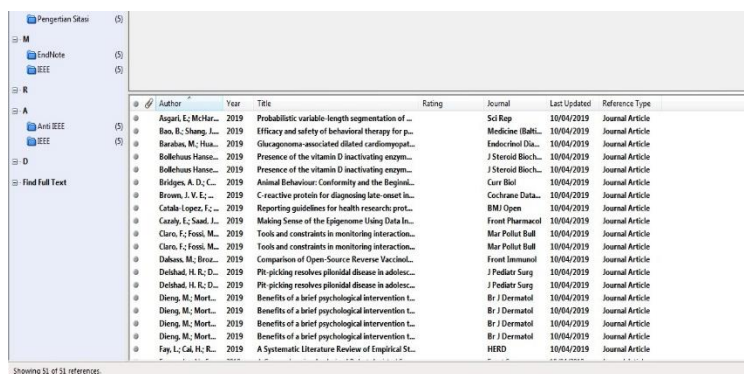 Pengertian Sitasi (5)
M
EndNote (5)
IEEE (5)
R
A
Anti IEEE (5)
IEEE (5)
D
Find Full Text
Author Year Title Rating Journal Last Updated Reference Type
Asgari, E.; McHar... 2019 Probabilistic variable-length segmentation of ... Sci Rep 10/04/2019 Journal Article
Bao, B.; Shang, J.... 2019 Efficacy and safety of behavioral therapy for p... Medicine (Balti... 10/04/2019 Journal Article
Barabas, M.; Hua... 2019 Glucagonoma-associated dilated cardiomyopat... Endocrinol Dia... 10/04/2019 Journal Article
Bollehuus Hanse... 2019 Presence of the vitamin D inactivating enzym... J Steroid Bioch... 10/04/2019 Journal Article
Bollehuus Hanse... 2019 Presence of the vitamin D inactivating enzym... J Steroid Bioch... 10/04/2019 Journal Article
Bridges, A. D.; C... 2019 Animal Behaviour: Conformity and the Beginni... Curr Biol 10/04/2019 Journal Article
Brown, J. V. E.; ... 2019 C-reactive protein for diagnosing late-onset in... Cochrane Data... 10/04/2019 Journal Article
Catala-Lopez, F.; ... 2019 Reporting guidelines for health research: prot... BMJ Open 10/04/2019 Journal Article
Cazaly, E.; Saad, J... 2019 Making Sense of the Epigenome Using Data In... Front Pharmacol 10/04/2019 Journal Article
Claro, F.; Fossi, M... 2019 Tools and constraints in monitoring interaction... Mar Pollut Bull 10/04/2019 Journal Article
Claro, F.; Fossi, M... 2019 Tools and constraints in monitoring interaction... Mar Pollut Bull 10/04/2019 Journal Article
Dalsass, M.; Broz... 2019 Comparison of Open-Source Reverse Vaccinol... Front Immunol 10/04/2019 Journal Article
Delshad, H. R.; D... 2019 Pit-picking resolves pilonidal disease in adolesc... J Pediatr Surg 10/04/2019 Journal Article
Delshad, H. R.; D... 2019 Pit-picking resolves pilonidal disease in adolesc... J Pediatr Surg 10/04/2019 Journal Article
Dieng, M.; Mort... 2019 Benefits of a brief psychological intervention t... Br J Dermatol 10/04/2019 Journal Article
Dieng, M.; Mort... 2019 Benefits of a brief psychological intervention t... Br J Dermatol 10/04/2019 Journal Article
Dieng, M.; Mort... 2019 Benefits of a brief psychological intervention t... Br J Dermatol 10/04/2019 Journal Article
Dieng, M.; Mort... 2019 Benefits of a brief psychological intervention t... Br J Dermatol 10/04/2019 Journal Article
Fay, L.; Cai, H.; R... 2019 A Systematic Literature Review of Empirical St... HERD 10/04/2019 Journal Article
Showing 51 of 51 references.